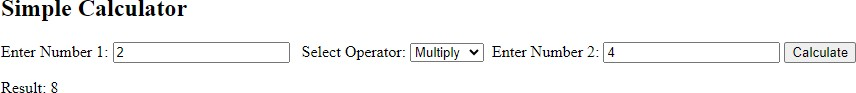 Simple Calculator
Enter Number 1: 2 Select Operator: Multiply Enter Number 2: 4 Calculate
Result: 8